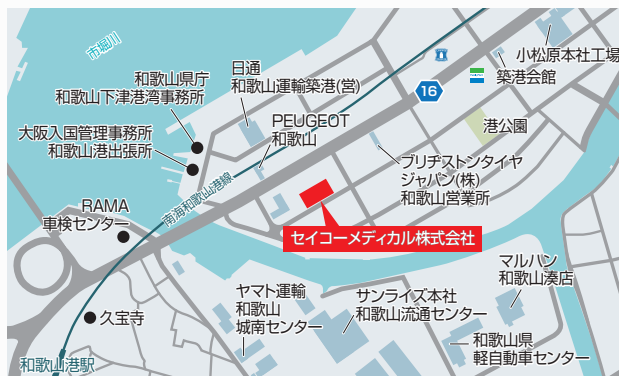 市堀川
和歌山県庁
和歌山下津港湾事務所
大阪入国管理事務所
和歌山港出張所
日通
和歌山運輸築港(営)
PEUGEOT
和歌山
16
小松原本社工場
築港会館
港公園
ブリヂストンタイヤ
ジャパン(株)
和歌山営業所
南海和歌山港線
RAMA
車検センター
セイコーメディカル株式会社
久宝寺
和歌山港駅
ヤマト運輸
和歌山
城南センター
サンライズ本社
和歌山流通センター
マルハン
和歌山湊店
和歌山県
軽自動車センター